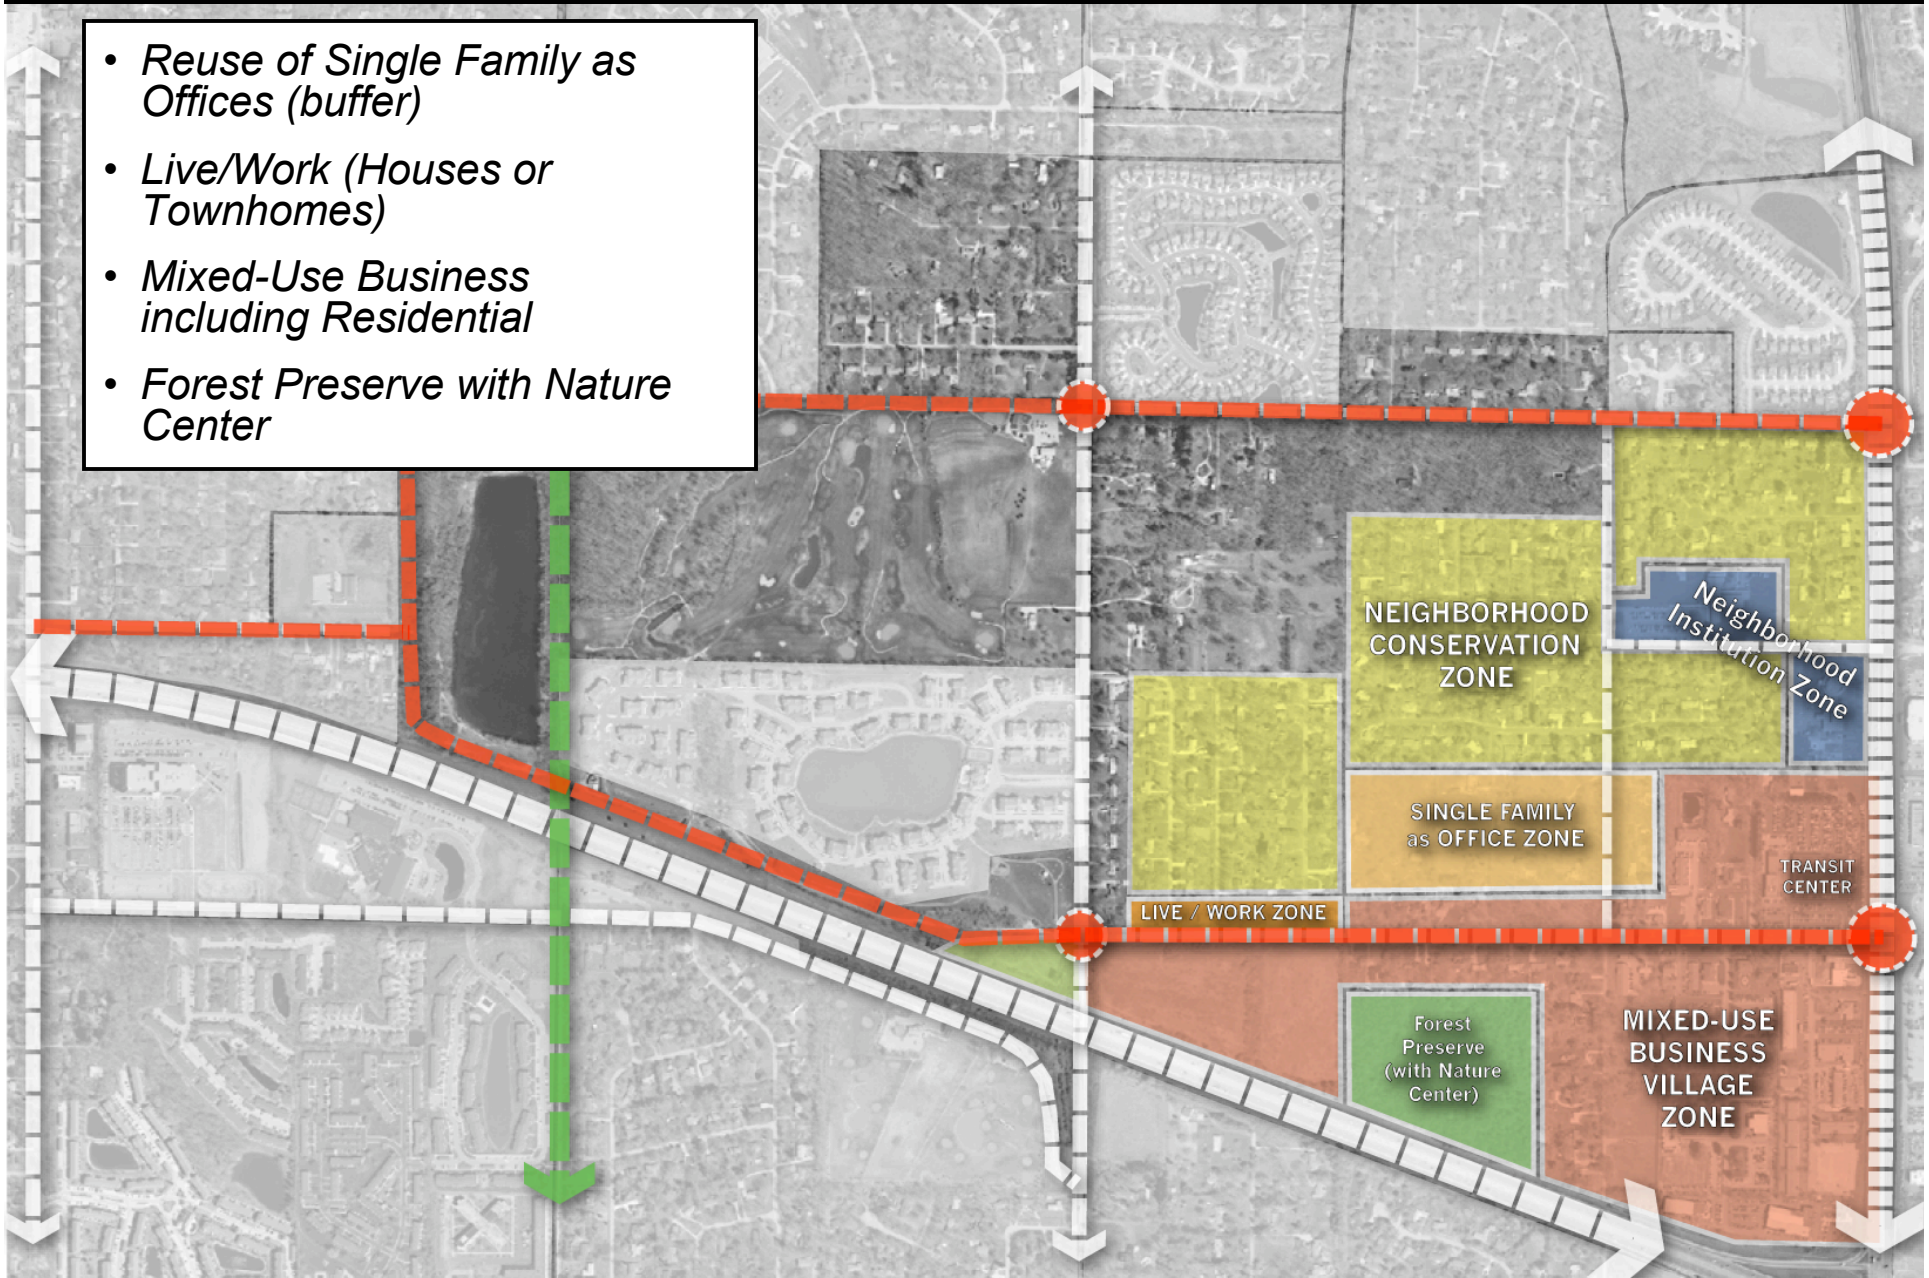 • Reuse of Single Family as
Offices (buffer)
• Live/Work (Houses or
Townhomes)
• Mixed-Use Business
including Residential
• Forest Preserve with Nature
Center
NEIGHBORHOOD
CONSERVATION
ZONE
Neighborhood
Institution Zone
SINGLE FAMILY
as OFFICE ZONE
TRANSIT
CENTER
LIVE / WORK ZONE
Forest
Preserve
(with Nature
Center)
MIXED-USE
BUSINESS
VILLAGE
ZONE